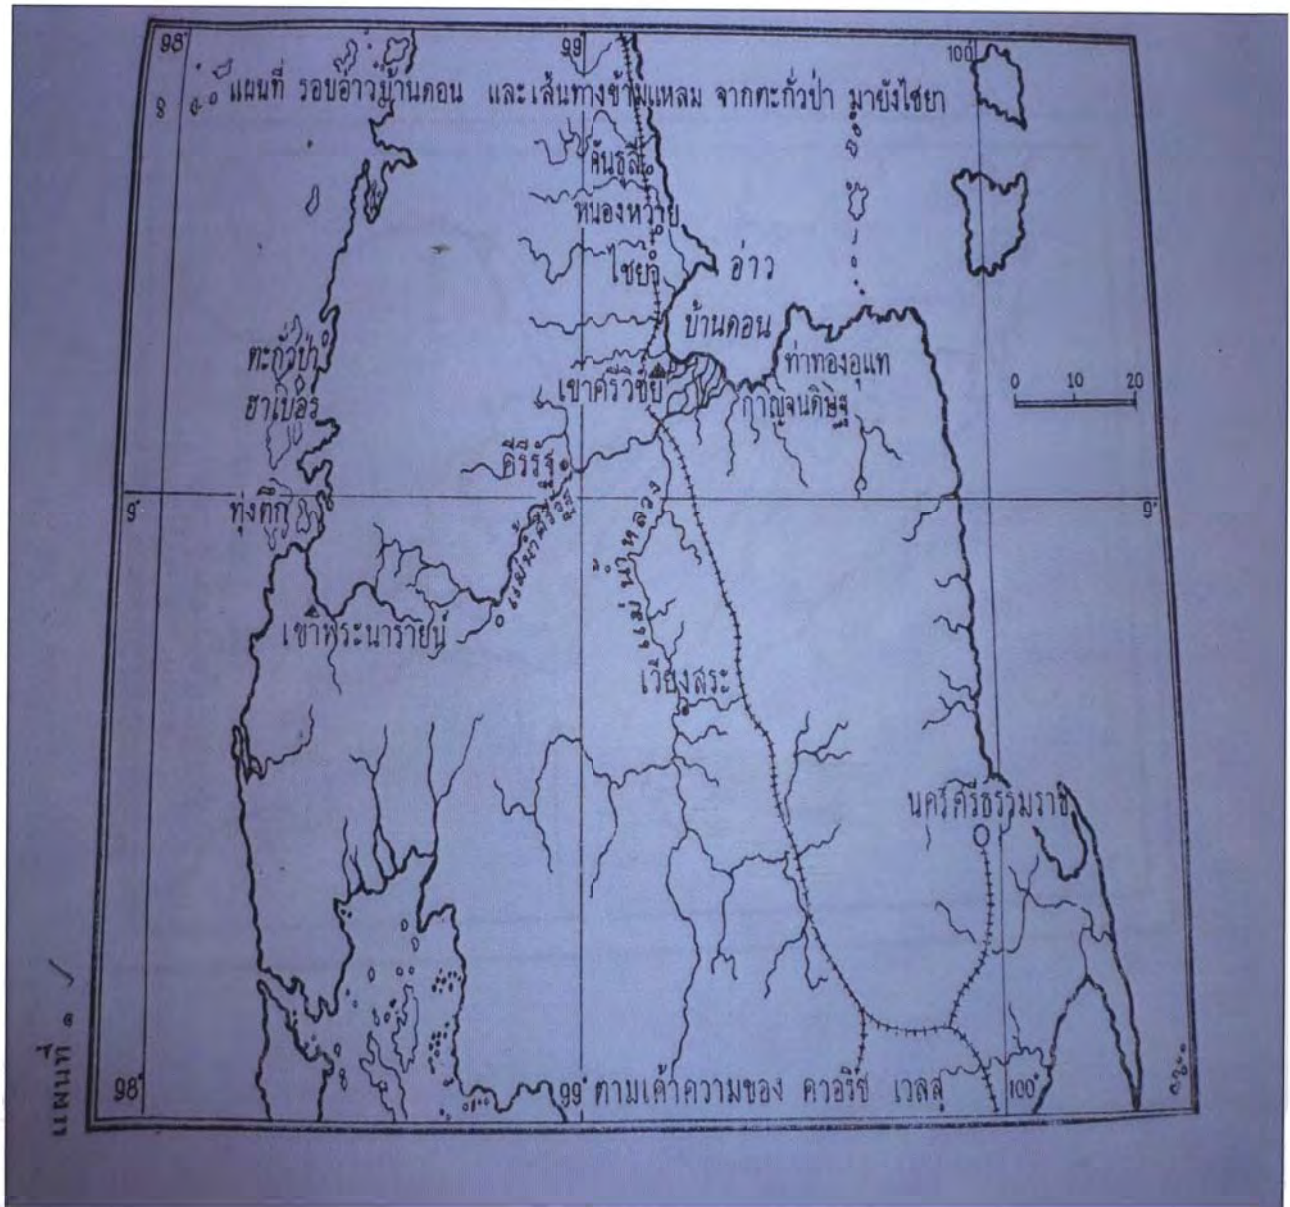 98°
99°
100°
แผนที่ รอบอ่าวบ้านดอน และเส้นทางข้ามแหลม จากตะกั่วป่า มายังไชยา
คันธุลี
หนองหวาย
ไชยา
อ่าว
บ้านดอน
ตะกั่วป่า
ฮาเบอร์
เขาศรีวิชัย
ท่าทองอุแท
กาญจนดิษฐ
0 10 20
คีรีรัฐ
แม่น้ำคีรีรัฐ
แม่น้ำหลวง
9°
9°
ทุ่งตึก
เขาพระนารายณ์
เวียงสระ
นครศรีธรรมราช
แผนที่ ๑
98°
99°
ตามเค้าความของ ควอริช เวลส์
100°